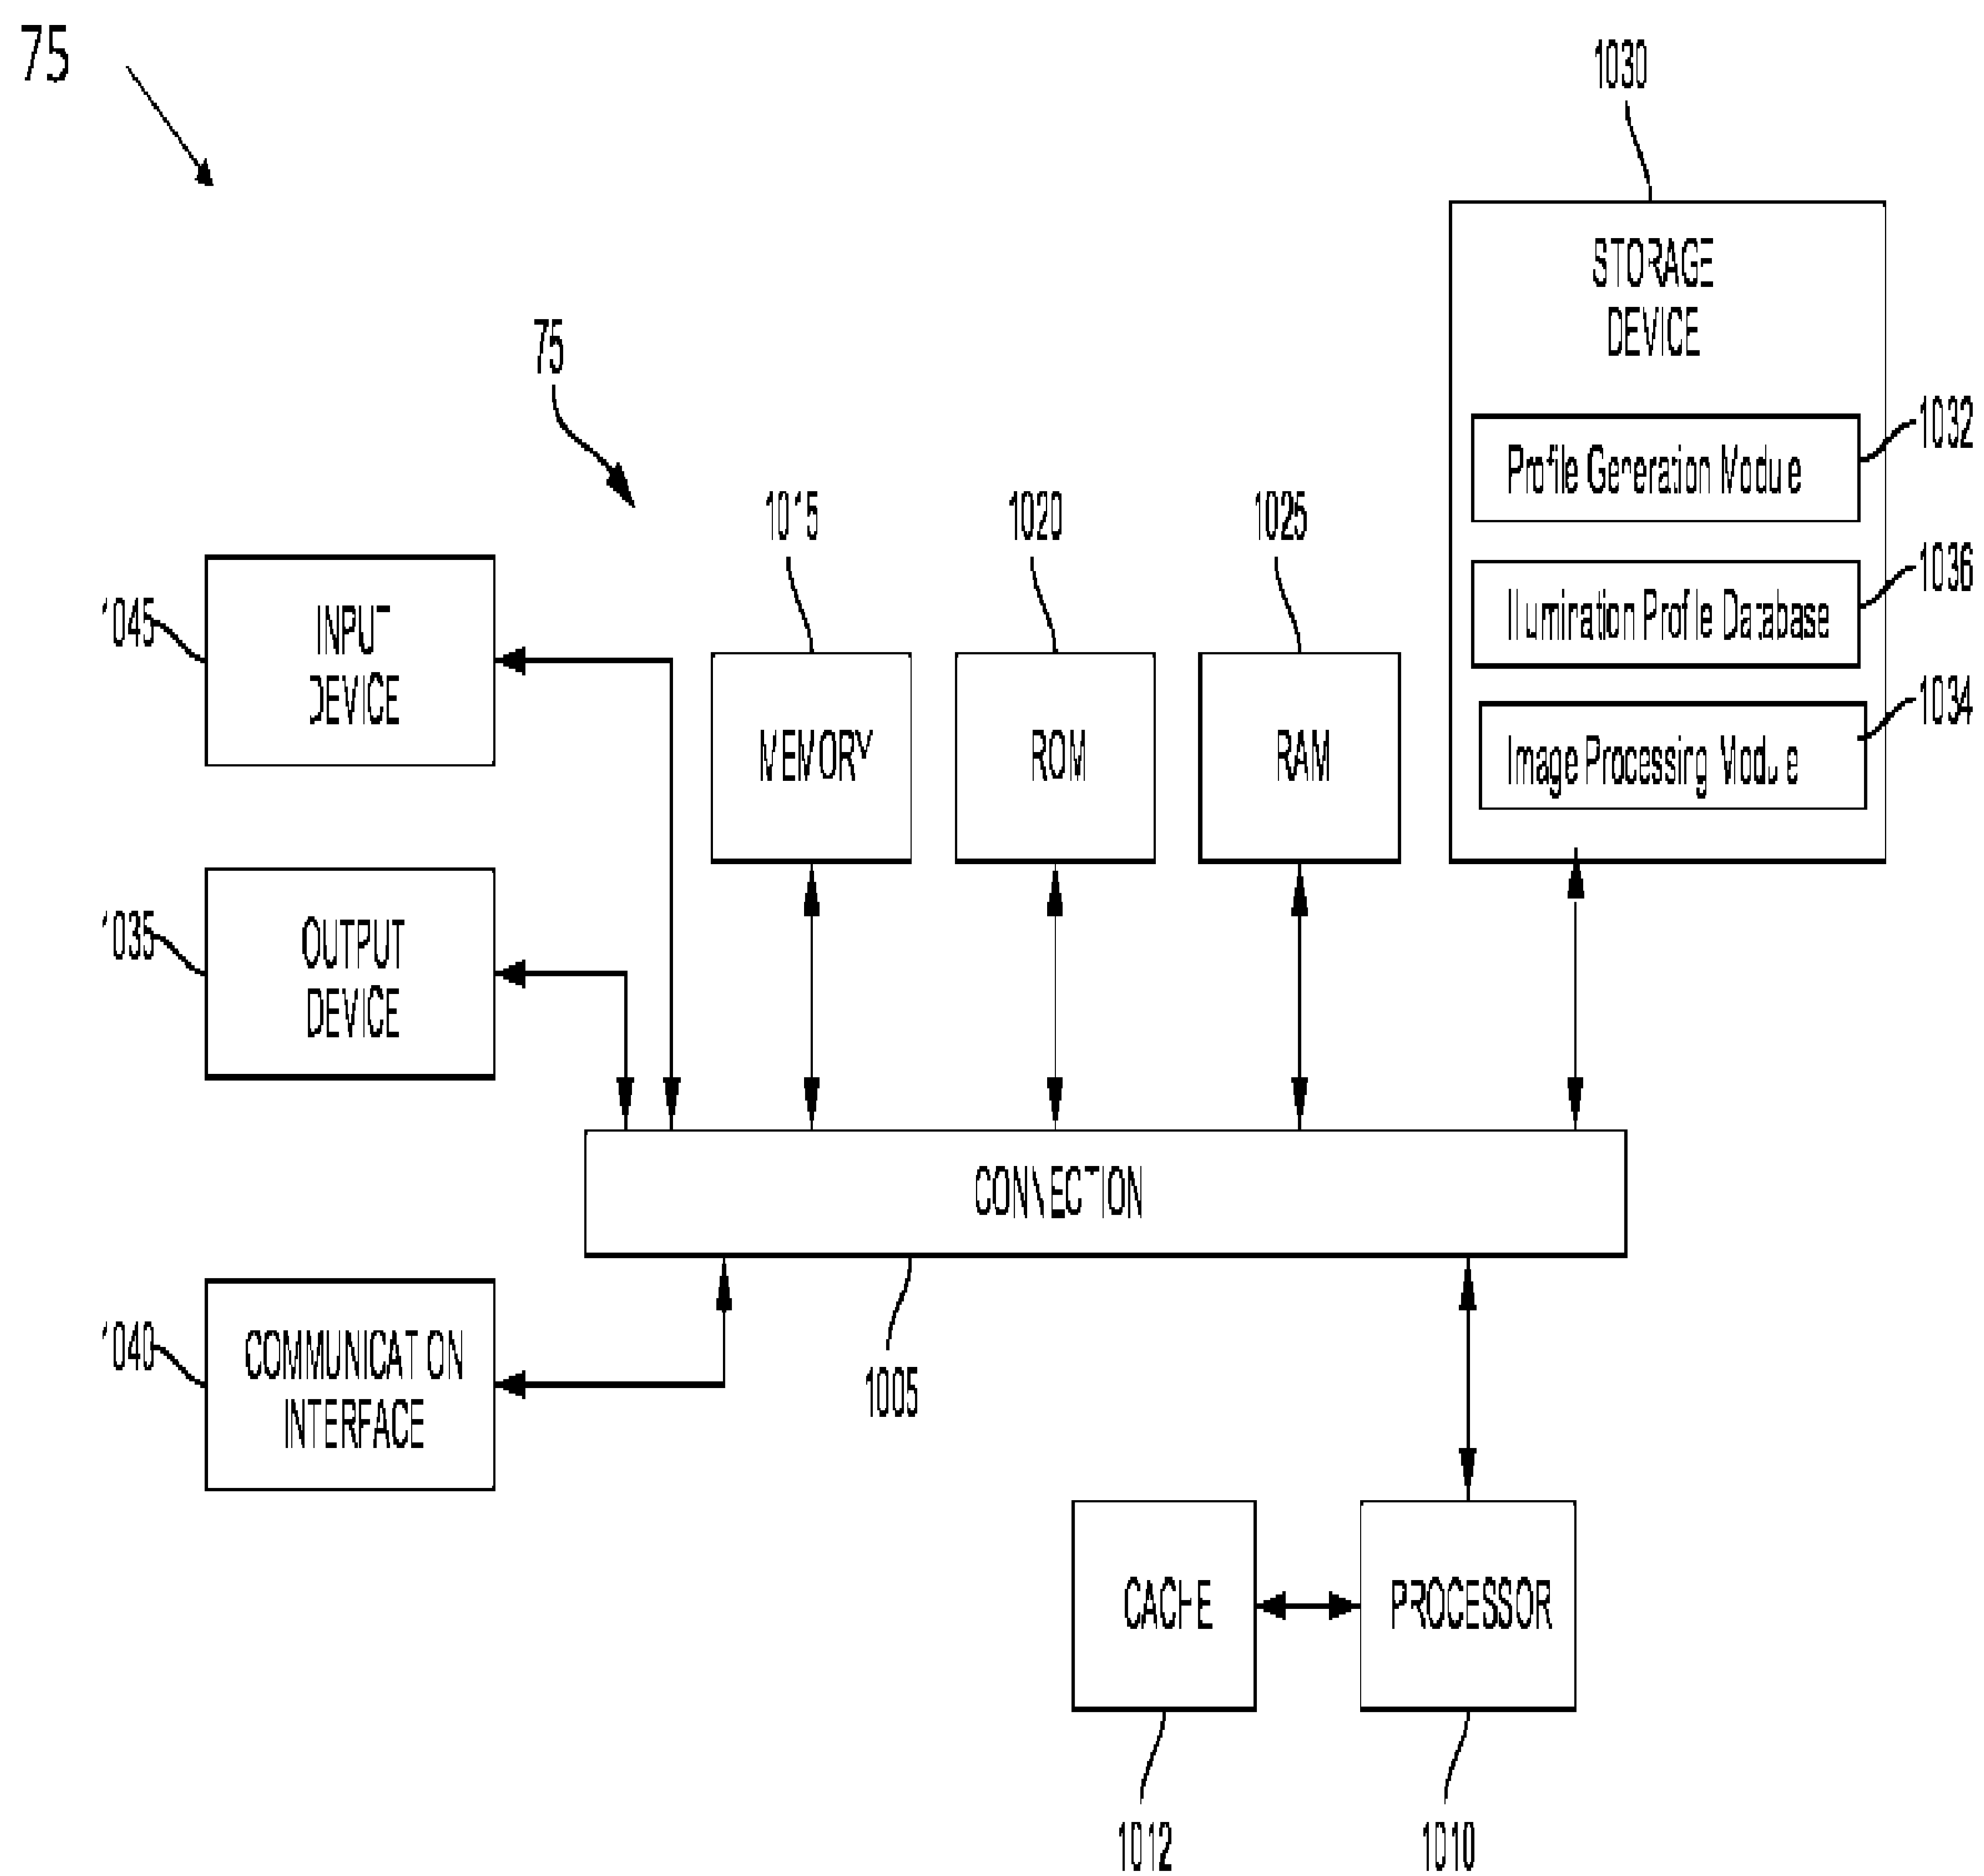 75
1030
STORAGE
DEVICE
75
1032
Profile Generation Module
1015
1020
1025
1036
Illumination Profile Database
1045
INPUT
DEVICE
1034
MEMORY
ROM
RAM
Image Processing Module
1035
OUTPUT
DEVICE
CONNECTION
1040
COMMUNICATION
INTERFACE
1005
CACHE
PROCESSOR
1012
1010